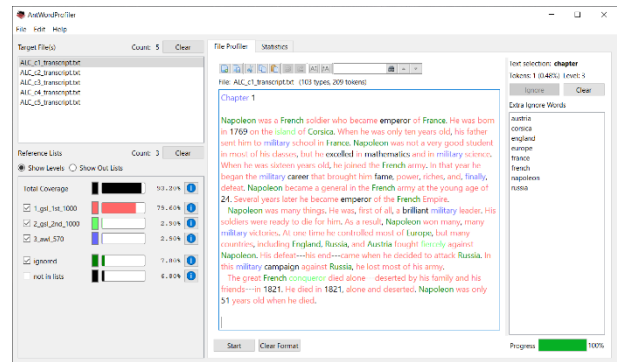 AntWordProfiler
File Edit Help
Target File(s) Count: 5 Clear
ALC_c1_transcript.txt
ALC_c2_transcript.txt
ALC_c3_transcript.txt
ALC_c4_transcript.txt
ALC_c5_transcript.txt
Reference Lists Count: 3 Clear
Show Levels Show Out Lists
Total Coverage 93.20%
1_gsl_1st_1000 79.60%
2_gsl_2nd_1000 2.90%
3_awl_570 2.90%
ignored 7.80%
not in lists 6.80%
File Profiler Statistics
File: ALC_c1_transcript.txt (103 types, 209 tokens)
Chapter 1
Napoleon was a French soldier who became emperor of France. He was born
in 1769 on the island of Corsica. When he was only ten years old, his father
sent him to military school in France. Napoleon was not a very good student
in most of his classes, but he excelled in mathematics and in military science.
When he was sixteen years old, he joined the French army. In that year he
began the military career that brought him fame, power, riches, and, finally,
defeat. Napoleon became a general in the French army at the young age of
24. Several years later he became emperor of the French Empire.
Napoleon was many things. He was, first of all, a brilliant military leader. His
soldiers were ready to die for him. As a result, Napoleon won many, many
military victories. At one time he controlled most of Europe, but many
countries, including England, Russia, and Austria fought fiercely against
Napoleon. His defeat---his end---came when he decided to attack Russia. In
this military campaign against Russia, he lost most of his army.
The great French conqueror died alone---deserted by his family and his
friends---in 1821. He died in 1821, alone and deserted. Napoleon was only
51 years old when he died.
Start Clear Format
Text selection: chapter
Tokens: 1 (0.48%) Level: 3
Ignore Clear
Extra Ignore Words
austria
corsica
england
europe
france
french
napoleon
russia
Progress 100%